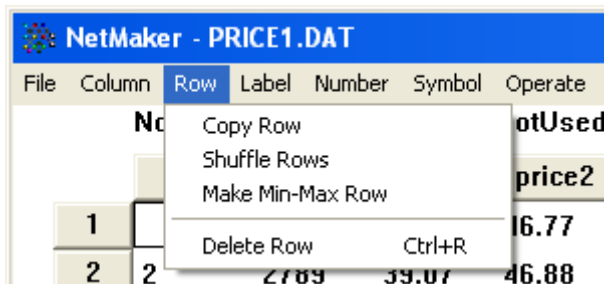 NetMaker - PRICE1.DAT
File Column Row Label Number Symbol Operate
Copy Row
Shuffle Rows
price2
Make Min-Max Row
1
Delete Row Ctrl+R
2 2 2789 39.07 46.88